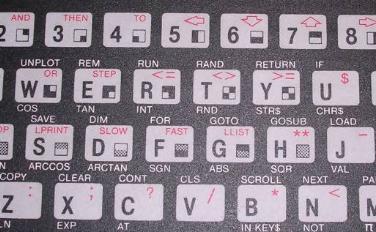 AND THEN TO
2 3 4 5 6 7 8
UNPLOT REM RUN RAND RETURN IF
OR STEP <= <> >= $
W E R T Y U
COS TAN INT RND STR$ CHR$
SAVE DIM FOR GOTO GOSUB LOAD
LPRINT SLOW FAST LLIST ** -
S D F G H J
ARCCOS ARCTAN SGN ABS SQR VAL
COPY CLEAR CONT CLS SCROLL NEXT
: ; ? / * <
Z X C V B N
LN EXP AT INKEY$ NOT π